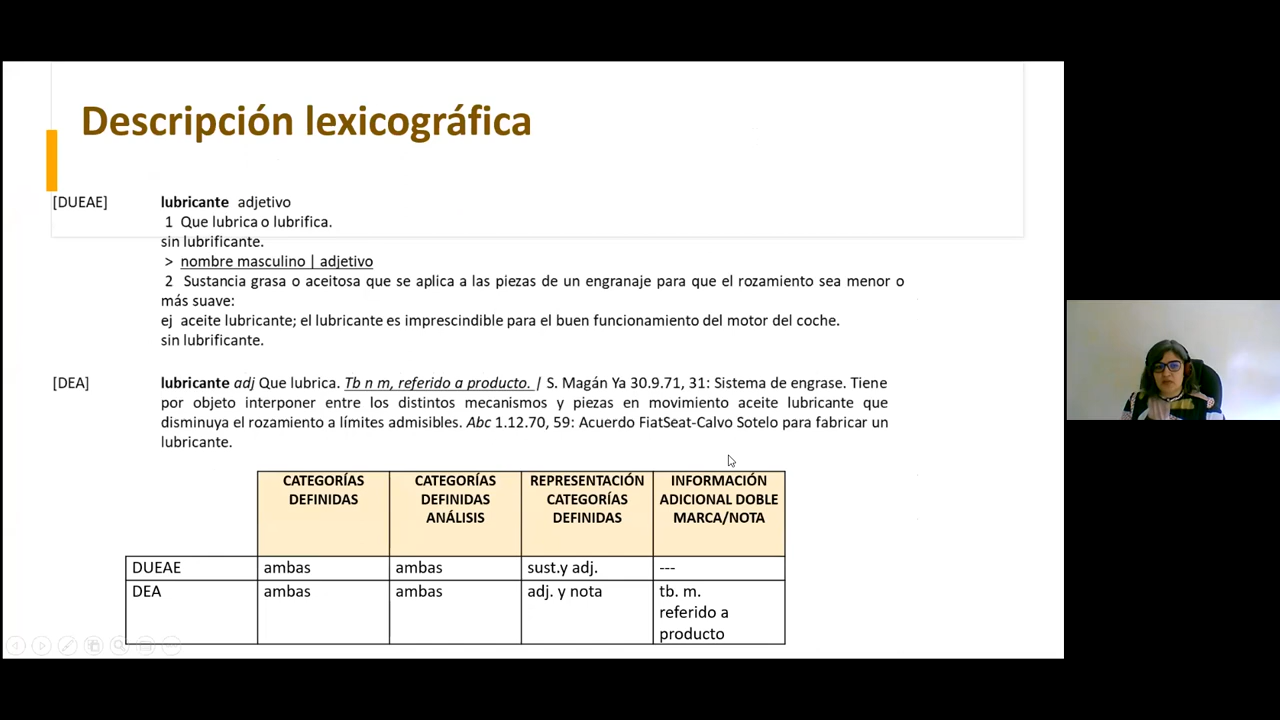 Descripción lexicográfica
[DUEAE] lubricante adjetivo
1 Que lubrica o lubrifica.
sin lubrificante.
> nombre masculino | adjetivo
2 Sustancia grasa o aceitosa que se aplica a las piezas de un engranaje para que el rozamiento sea menor o
más suave:
ej aceite lubricante; el lubricante es imprescindible para el buen funcionamiento del motor del coche.
sin lubrificante.
[DEA] lubricante adj Que lubrica. Tb n m, referido a producto. | S. Magán Ya 30.9.71, 31: Sistema de engrase. Tiene
por objeto interponer entre los distintos mecanismos y piezas en movimiento aceite lubricante que
disminuya el rozamiento a límites admisibles. Abc 1.12.70, 59: Acuerdo FiatSeat-Calvo Sotelo para fabricar un
lubricante.
CATEGORÍAS
DEFINIDAS
CATEGORÍAS
DEFINIDAS
ANÁLISIS
REPRESENTACIÓN
CATEGORÍAS
DEFINIDAS
INFORMACIÓN
ADICIONAL DOBLE
MARCA/NOTA
DUEAE ambas ambas sust.y adj. ---
DEA ambas ambas adj. y nota tb. m.
referido a
producto